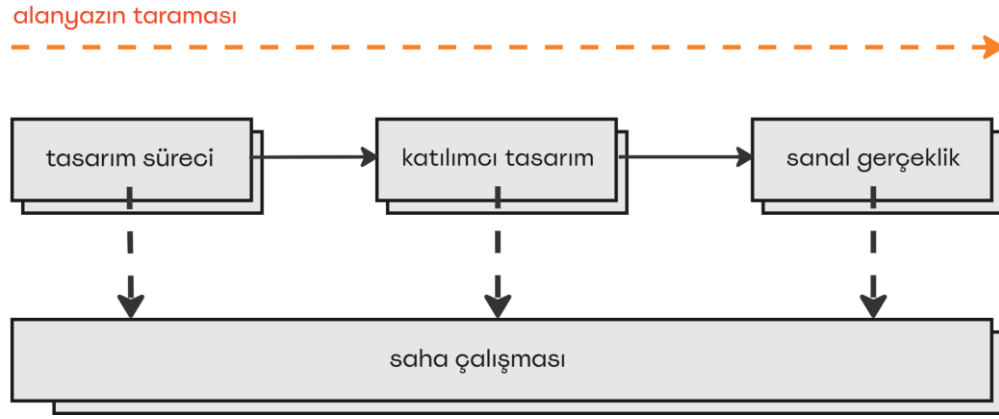 alanyazın taraması
tasarım süreci
katılımcı tasarım
sanal gerçeklik
saha çalışması